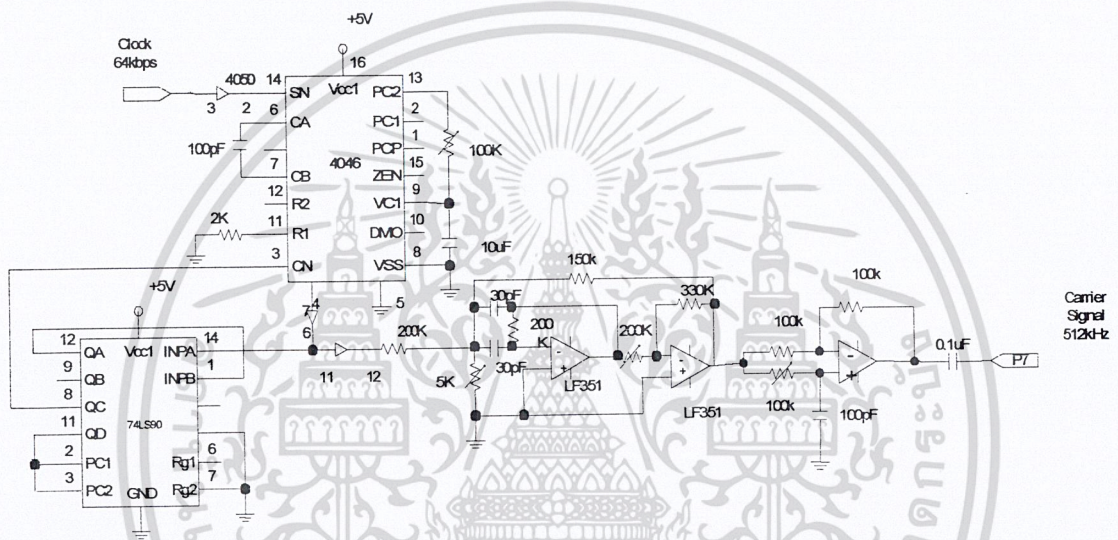 +5V
Clock
64kbps
4050
3
2
14
16
13
SIN
Vcc1
PC2
6
CA
PC1
2
100pF
PCP
1
100K
7
CB
4046
ZEN
15
12
R2
VC1
9
2K
11
R1
DMO
10
10uF
3
CIN
VSS
8
+5V
4
5
7
6
12
QA
Vcc1
INPA
14
9
QB
INPB
1
8
QC
11
QD
74LS90
2
PC1
Rg1
6
3
PC2
GND
Rg2
7
11
12
200K
5K
30pF
30pF
200
K
150k
LF351
200K
330K
LF351
100k
100k
100k
100pF
0.1uF
P7
Carrier
Signal
512kHz